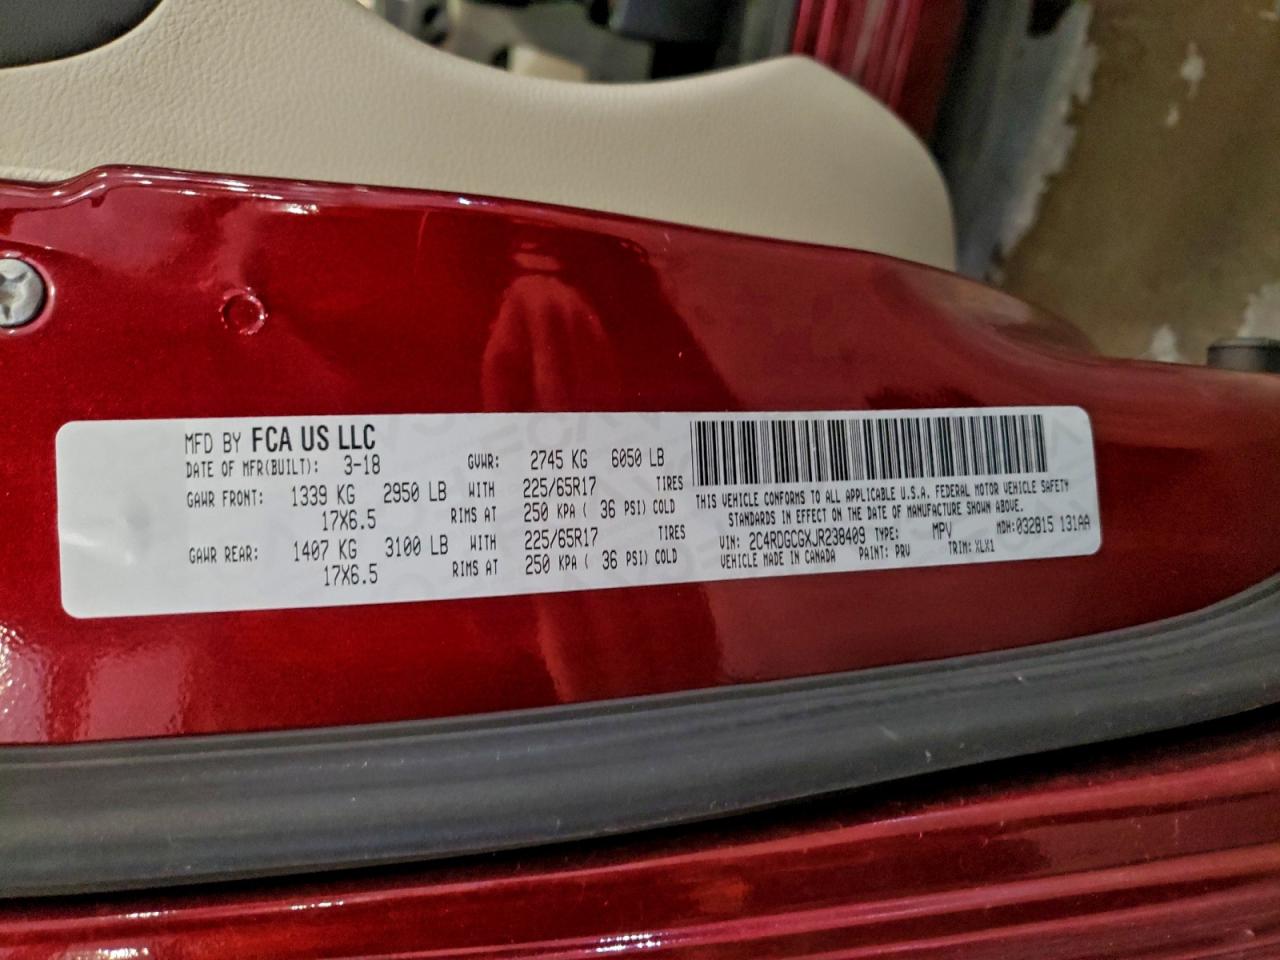 MFD BY FCA US LLC
DATE OF MFR(BUILT): 3-18 GVWR: 2745 KG 6050 LB
GAWR FRONT: 1339 KG 2950 LB WITH 225/65R17 TIRES
17X6.5 RIMS AT 250 KPA ( 36 PSI) COLD
GAWR REAR: 1407 KG 3100 LB WITH 225/65R17 TIRES
17X6.5 RIMS AT 250 KPA ( 36 PSI) COLD
THIS VEHICLE CONFORMS TO ALL APPLICABLE U.S.A. FEDERAL MOTOR VEHICLE SAFETY
STANDARDS IN EFFECT ON THE DATE OF MANUFACTURE SHOWN ABOVE.
VIN: 2C4RDGCGXJR238409 TYPE: MPV MDH:032815 131AA
VEHICLE MADE IN CANADA PAINT: PRV TRIM: XLX1